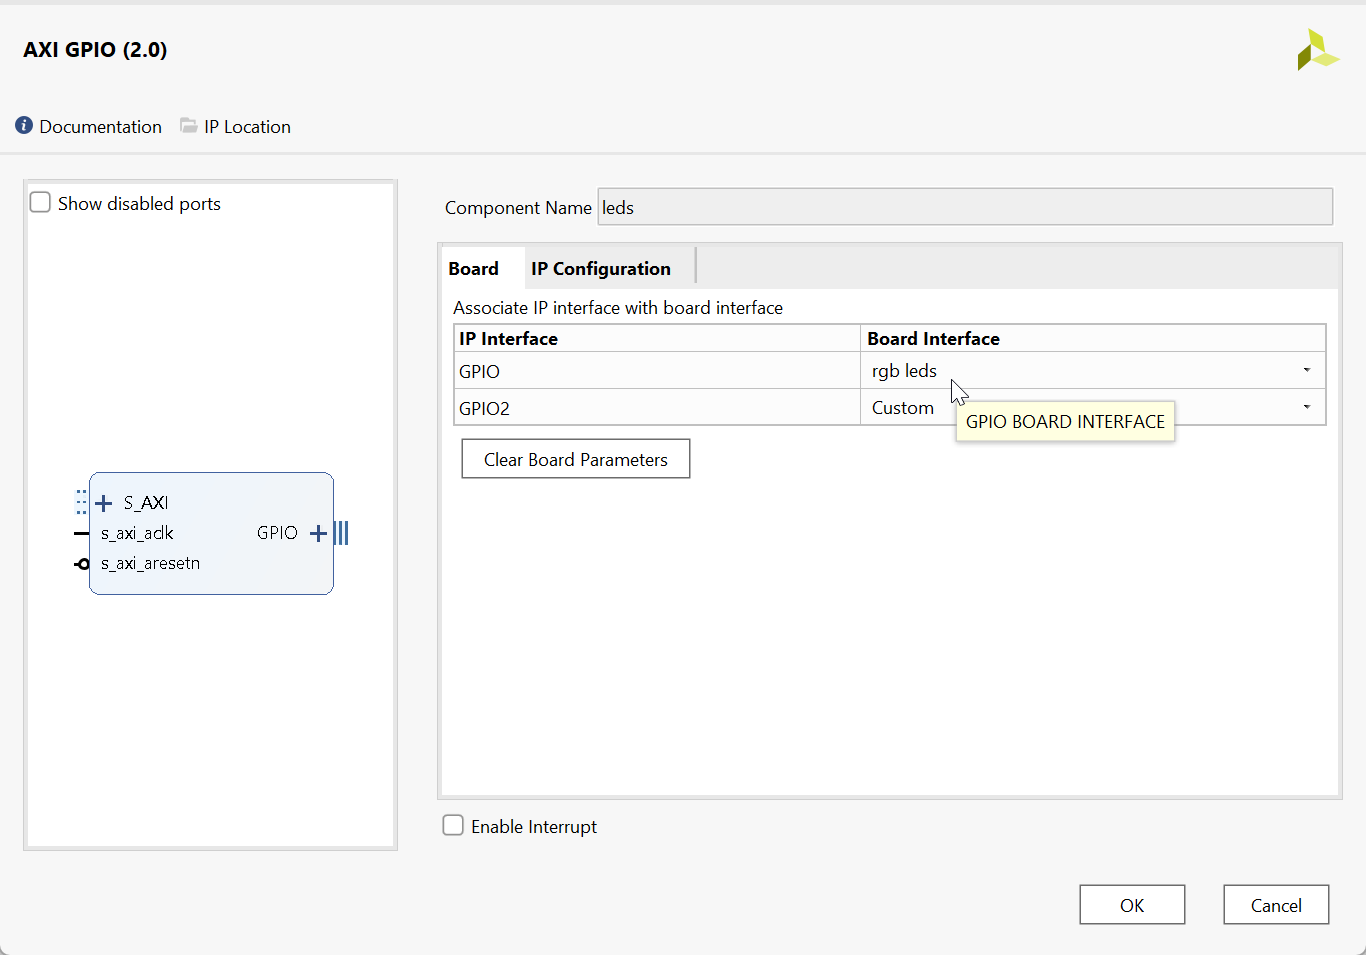 AXI GPIO (2.0)
Documentation IP Location
Show disabled ports
S_AXI
s_axi_aclk GPIO
s_axi_aresetn
Component Name leds
Board IP Configuration
Associate IP interface with board interface
IP Interface Board Interface
GPIO rgb leds
GPIO2 Custom
GPIO BOARD INTERFACE
Clear Board Parameters
Enable Interrupt
OK Cancel